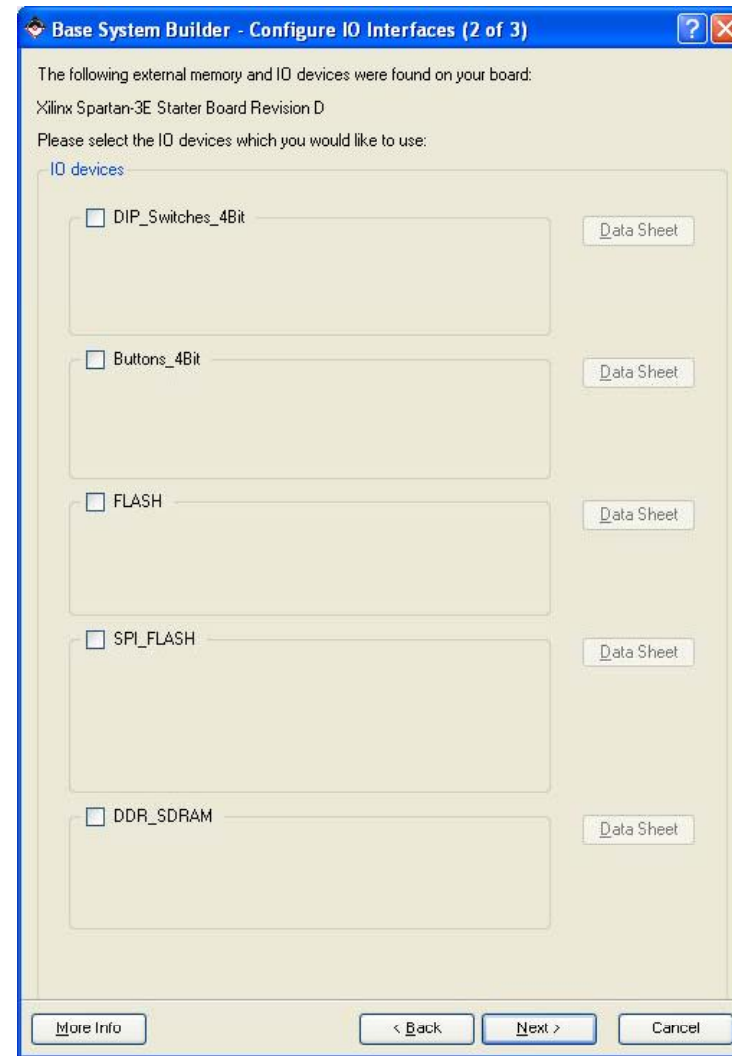 Base System Builder - Configure IO Interfaces (2 of 3)
The following external memory and IO devices were found on your board:
Xilinx Spartan-3E Starter Board Revision D
Please select the IO devices which you would like to use:
IO devices
DIP_Switches_4Bit
Data Sheet
Buttons_4Bit
Data Sheet
FLASH
Data Sheet
SPI_FLASH
Data Sheet
DDR_SDRAM
Data Sheet
More Info < Back Next > Cancel